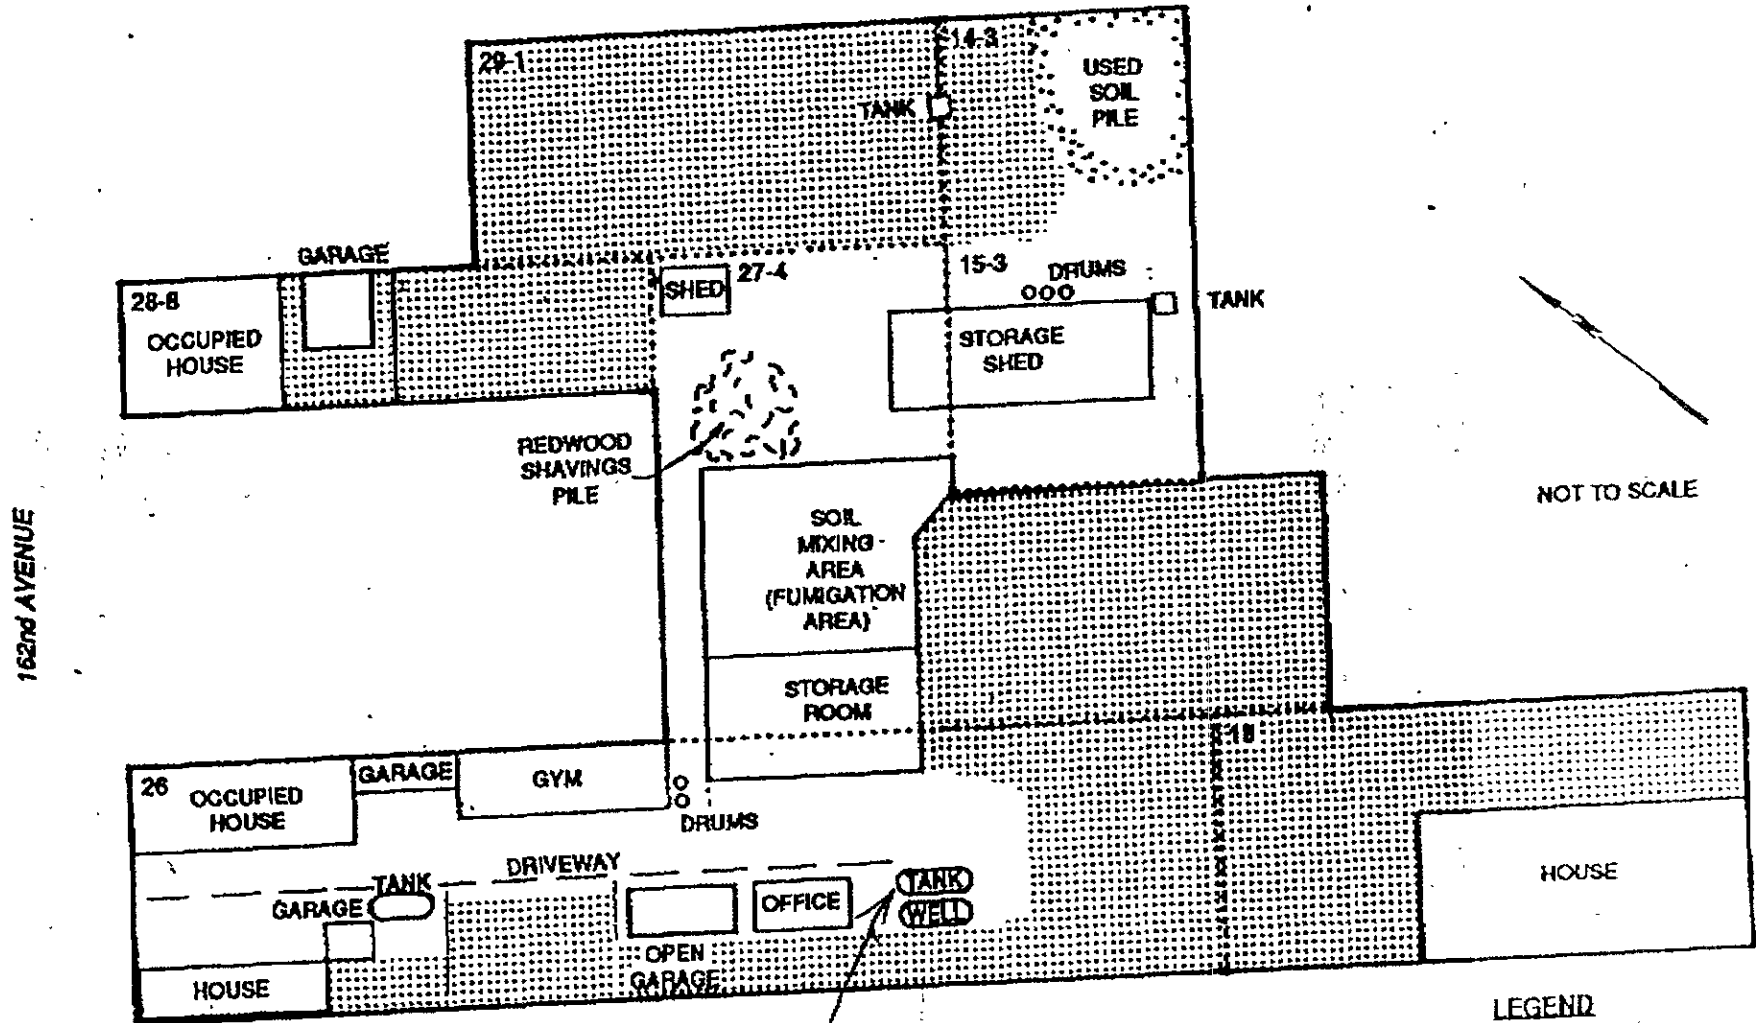 29-1
14-3
USED
SOIL
PILE
TANK
GARAGE
28-8
OCCUPIED
HOUSE
SHED
27-4
15-3
DRUMS
TANK
STORAGE
SHED
REDWOOD
SHAVINGS
PILE
NOT TO SCALE
162nd AVENUE
SOIL
MIXING
AREA
(FUMIGATION
AREA)
STORAGE
ROOM
26
OCCUPIED
HOUSE
GARAGE
GYM
DRUMS
DRIVEWAY
TANK
GARAGE
OFFICE
TANK
WELL
OPEN
GARAGE
HOUSE
HOUSE
LEGEND